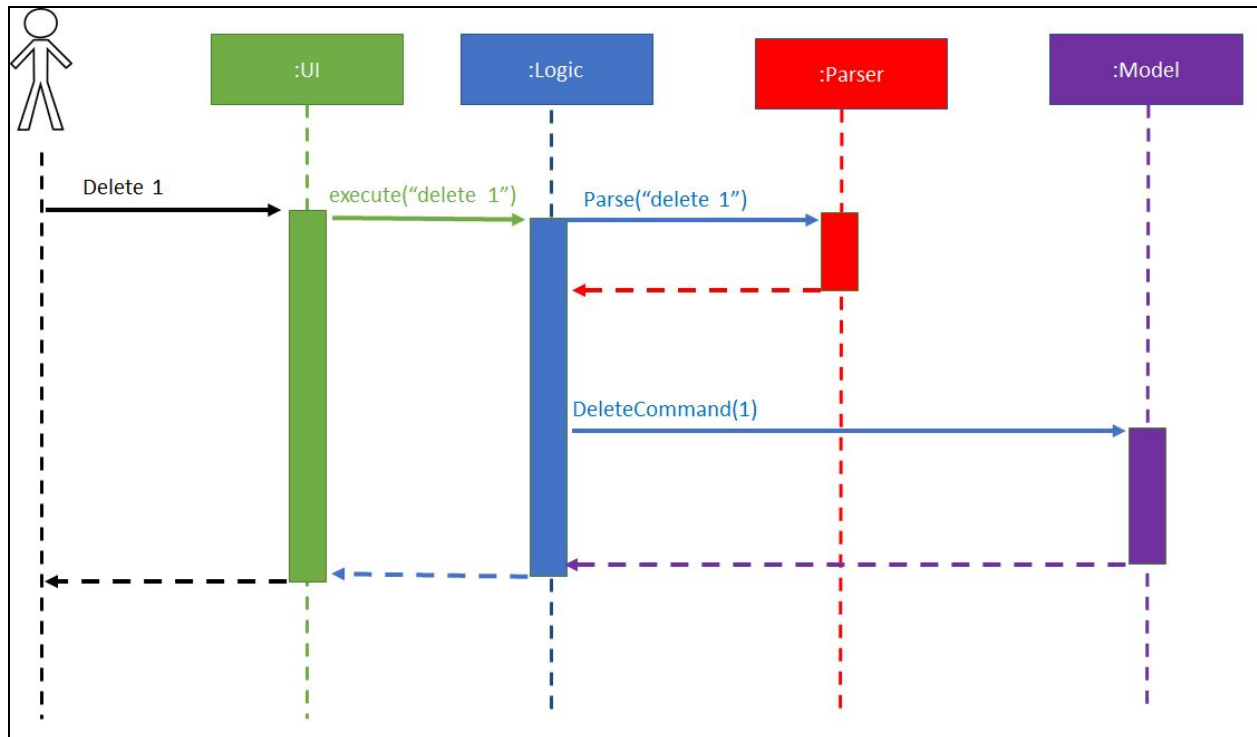 :UI
:Logic
:Parser
:Model
Delete 1
execute(“delete 1”)
Parse(“delete 1”)
DeleteCommand(1)